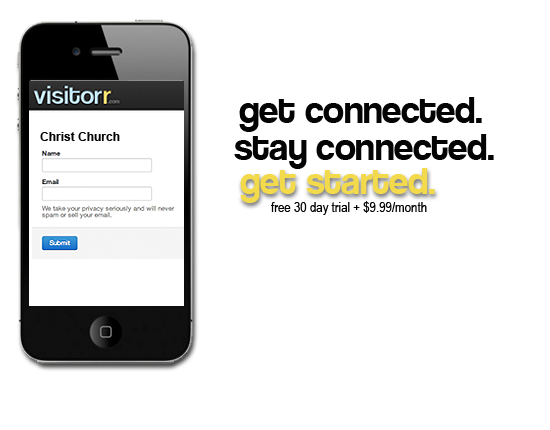 visitorr.com
Christ Church
Name
Email
We take your privacy seriously and will never
spam or sell your email.
Submit
get connected.
stay connected.
get started.
free 30 day trial + $9.99/month